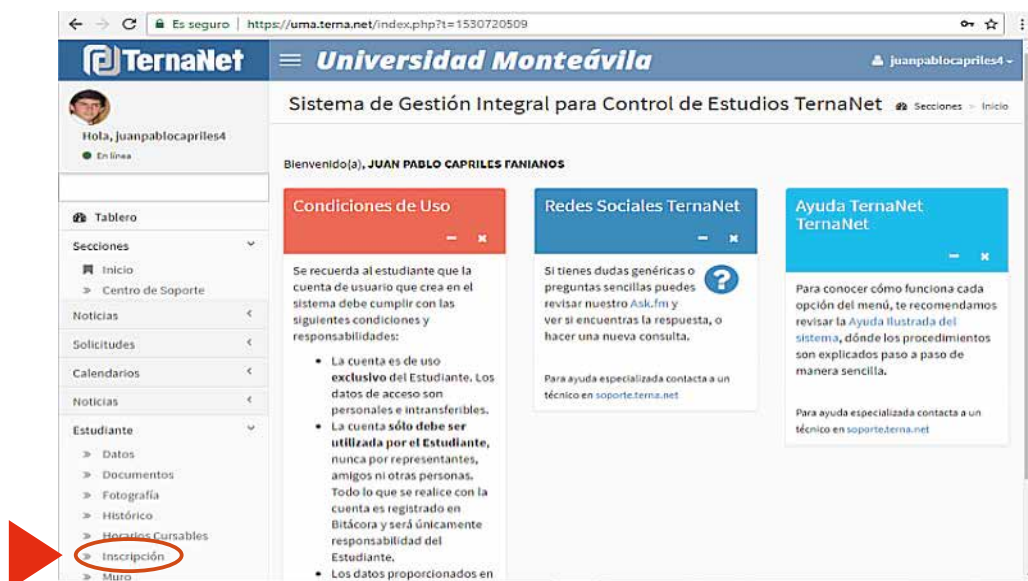 Es seguro | https://uma.terna.net/index.php?t=1530720509
TernaNet
Universidad Monteávila
juanpablocapriles4
Hola, juanpablocapriles4
En línea
Sistema de Gestión Integral para Control de Estudios TernaNet
Secciones > Inicio
Bienvenido(a), JUAN PABLO CAPRILES FANIANOS
Tablero
Secciones
Inicio
Centro de Soporte
Noticias
Solicitudes
Calendarios
Noticias
Estudiante
Datos
Documentos
Fotografía
Histórico
Horarios Cursables
Inscripción
Muro
Condiciones de Uso
Se recuerda al estudiante que la
cuenta de usuario que crea en el
sistema debe cumplir con las
siguientes condiciones y
responsabilidades:
• La cuenta es de uso
exclusivo del Estudiante. Los
datos de acceso son
personales e intransferibles.
• La cuenta sólo debe ser
utilizada por el Estudiante,
nunca por representantes,
amigos ni otras personas.
Todo lo que se realice con la
cuenta es registrado en
Bitácora y será únicamente
responsabilidad del
Estudiante.
• Los datos proporcionados en
Redes Sociales TernaNet
Si tienes dudas genéricas o
preguntas sencillas puedes
revisar nuestro Ask.fm y
ver si encuentras la respuesta, o
hacer una nueva consulta.
Para ayuda especializada contacta a un
técnico en soporte.terna.net
Ayuda TernaNet
TernaNet
Para conocer cómo funciona cada
opción del menú, te recomendamos
revisar la Ayuda Ilustrada del
sistema, dónde los procedimientos
son explicados paso a paso de
manera sencilla.
Para ayuda especializada contacta a un
técnico en soporte.terna.net